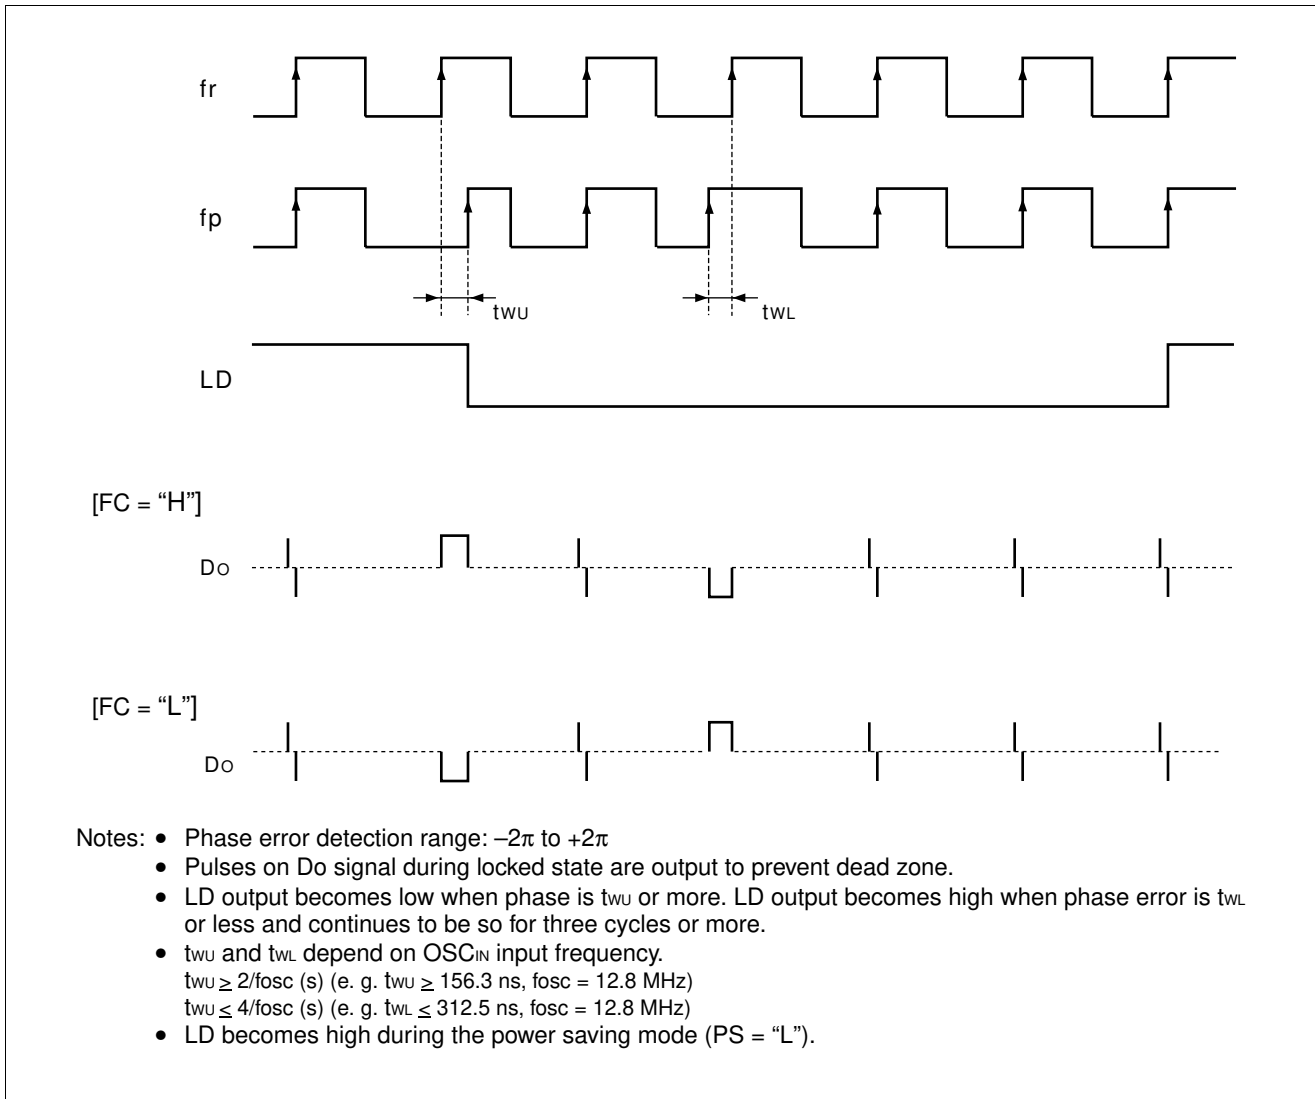 fr
fp
tWU
tWL
LD
[FC = “H”]
DO
[FC = “L”]
DO
Notes: • Phase error detection range: –2π to +2π
• Pulses on Do signal during locked state are output to prevent dead zone.
• LD output becomes low when phase is tWU or more. LD output becomes high when phase error is tWL
or less and continues to be so for three cycles or more.
• tWU and tWL depend on OSCIN input frequency.
tWU ≥ 2/fosc (s) (e. g. tWU ≥ 156.3 ns, fosc = 12.8 MHz)
tWU ≤ 4/fosc (s) (e. g. tWL ≤ 312.5 ns, fosc = 12.8 MHz)
• LD becomes high during the power saving mode (PS = “L”).